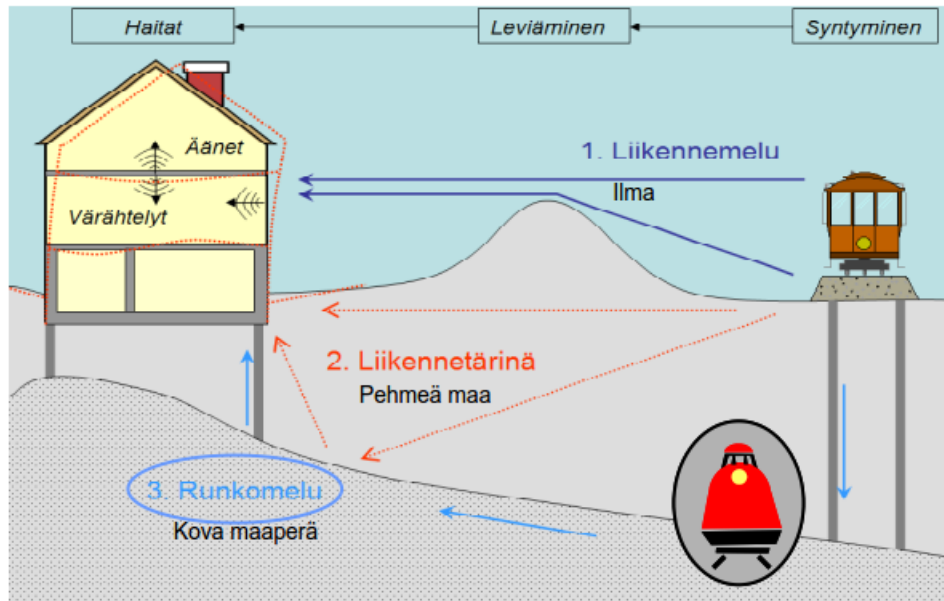 Haitat
Leviäminen
Syntyminen
Äänet
1. Liikennemelu
Ilma
Värähtelyt
2. Liikennetärinä
Pehmeä maa
3. Runkomelu
Kova maaperä